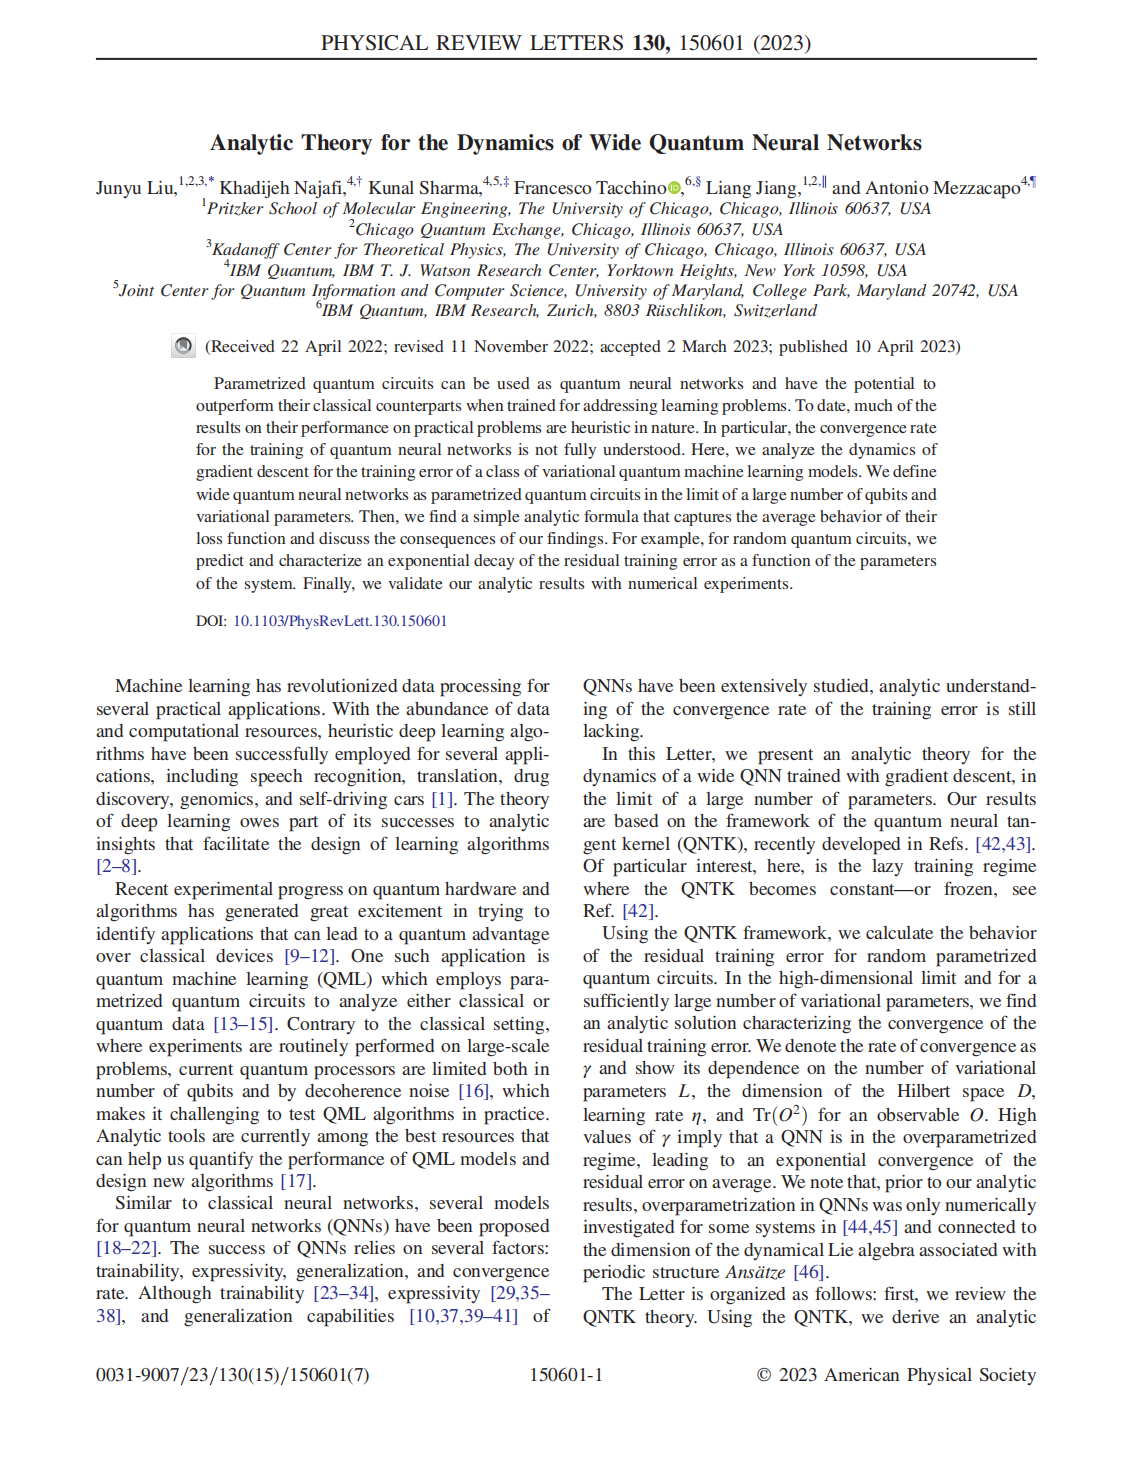 PHYSICAL REVIEW LETTERS 130, 150601 (2023)
Analytic Theory for the Dynamics of Wide Quantum Neural Networks
Junyu Liu,1,2,3,* Khadijeh Najafi,4,† Kunal Sharma,4,5,‡ Francesco Tacchino,6,§ Liang Jiang,1,2,∥ and Antonio Mezzacapo4,¶
1Pritzker School of Molecular Engineering, The University of Chicago, Chicago, Illinois 60637, USA
2Chicago Quantum Exchange, Chicago, Illinois 60637, USA
3Kadanoff Center for Theoretical Physics, The University of Chicago, Chicago, Illinois 60637, USA
4IBM Quantum, IBM T. J. Watson Research Center, Yorktown Heights, New York 10598, USA
5Joint Center for Quantum Information and Computer Science, University of Maryland, College Park, Maryland 20742, USA
6IBM Quantum, IBM Research, Zurich, 8803 Rüschlikon, Switzerland
(Received 22 April 2022; revised 11 November 2022; accepted 2 March 2023; published 10 April 2023)
Parametrized quantum circuits can be used as quantum neural networks and have the potential to
outperform their classical counterparts when trained for addressing learning problems. To date, much of the
results on their performance on practical problems are heuristic in nature. In particular, the convergence rate
for the training of quantum neural networks is not fully understood. Here, we analyze the dynamics of
gradient descent for the training error of a class of variational quantum machine learning models. We define
wide quantum neural networks as parametrized quantum circuits in the limit of a large number of qubits and
variational parameters. Then, we find a simple analytic formula that captures the average behavior of their
loss function and discuss the consequences of our findings. For example, for random quantum circuits, we
predict and characterize an exponential decay of the residual training error as a function of the parameters
of the system. Finally, we validate our analytic results with numerical experiments.
DOI: 10.1103/PhysRevLett.130.150601
Machine learning has revolutionized data processing for
several practical applications. With the abundance of data
and computational resources, heuristic deep learning algo-
rithms have been successfully employed for several appli-
cations, including speech recognition, translation, drug
discovery, genomics, and self-driving cars [1]. The theory
of deep learning owes part of its successes to analytic
insights that facilitate the design of learning algorithms
[2–8].
Recent experimental progress on quantum hardware and
algorithms has generated great excitement in trying to
identify applications that can lead to a quantum advantage
over classical devices [9–12]. One such application is
quantum machine learning (QML) which employs para-
metrized quantum circuits to analyze either classical or
quantum data [13–15]. Contrary to the classical setting,
where experiments are routinely performed on large-scale
problems, current quantum processors are limited both in
number of qubits and by decoherence noise [16], which
makes it challenging to test QML algorithms in practice.
Analytic tools are currently among the best resources that
can help us quantify the performance of QML models and
design new algorithms [17].
Similar to classical neural networks, several models
for quantum neural networks (QNNs) have been proposed
[18–22]. The success of QNNs relies on several factors:
trainability, expressivity, generalization, and convergence
rate. Although trainability [23–34], expressivity [29,35–
38], and generalization capabilities [10,37,39–41] of
QNNs have been extensively studied, analytic understand-
ing of the convergence rate of the training error is still
lacking.
In this Letter, we present an analytic theory for the
dynamics of a wide QNN trained with gradient descent, in
the limit of a large number of parameters. Our results
are based on the framework of the quantum neural tan-
gent kernel (QNTK), recently developed in Refs. [42,43].
Of particular interest, here, is the lazy training regime
where the QNTK becomes constant—or frozen, see
Ref. [42].
Using the QNTK framework, we calculate the behavior
of the residual training error for random parametrized
quantum circuits. In the high-dimensional limit and for a
sufficiently large number of variational parameters, we find
an analytic solution characterizing the convergence of the
residual training error. We denote the rate of convergence as
γ and show its dependence on the number of variational
parameters L, the dimension of the Hilbert space D,
learning rate η, and Tr(O2) for an observable O. High
values of γ imply that a QNN is in the overparametrized
regime, leading to an exponential convergence of the
residual error on average. We note that, prior to our analytic
results, overparametrization in QNNs was only numerically
investigated for some systems in [44,45] and connected to
the dimension of the dynamical Lie algebra associated with
periodic structure Ansätze [46].
The Letter is organized as follows: first, we review the
QNTK theory. Using the QNTK, we derive an analytic
0031-9007/23/130(15)/150601(7)
150601-1
© 2023 American Physical Society